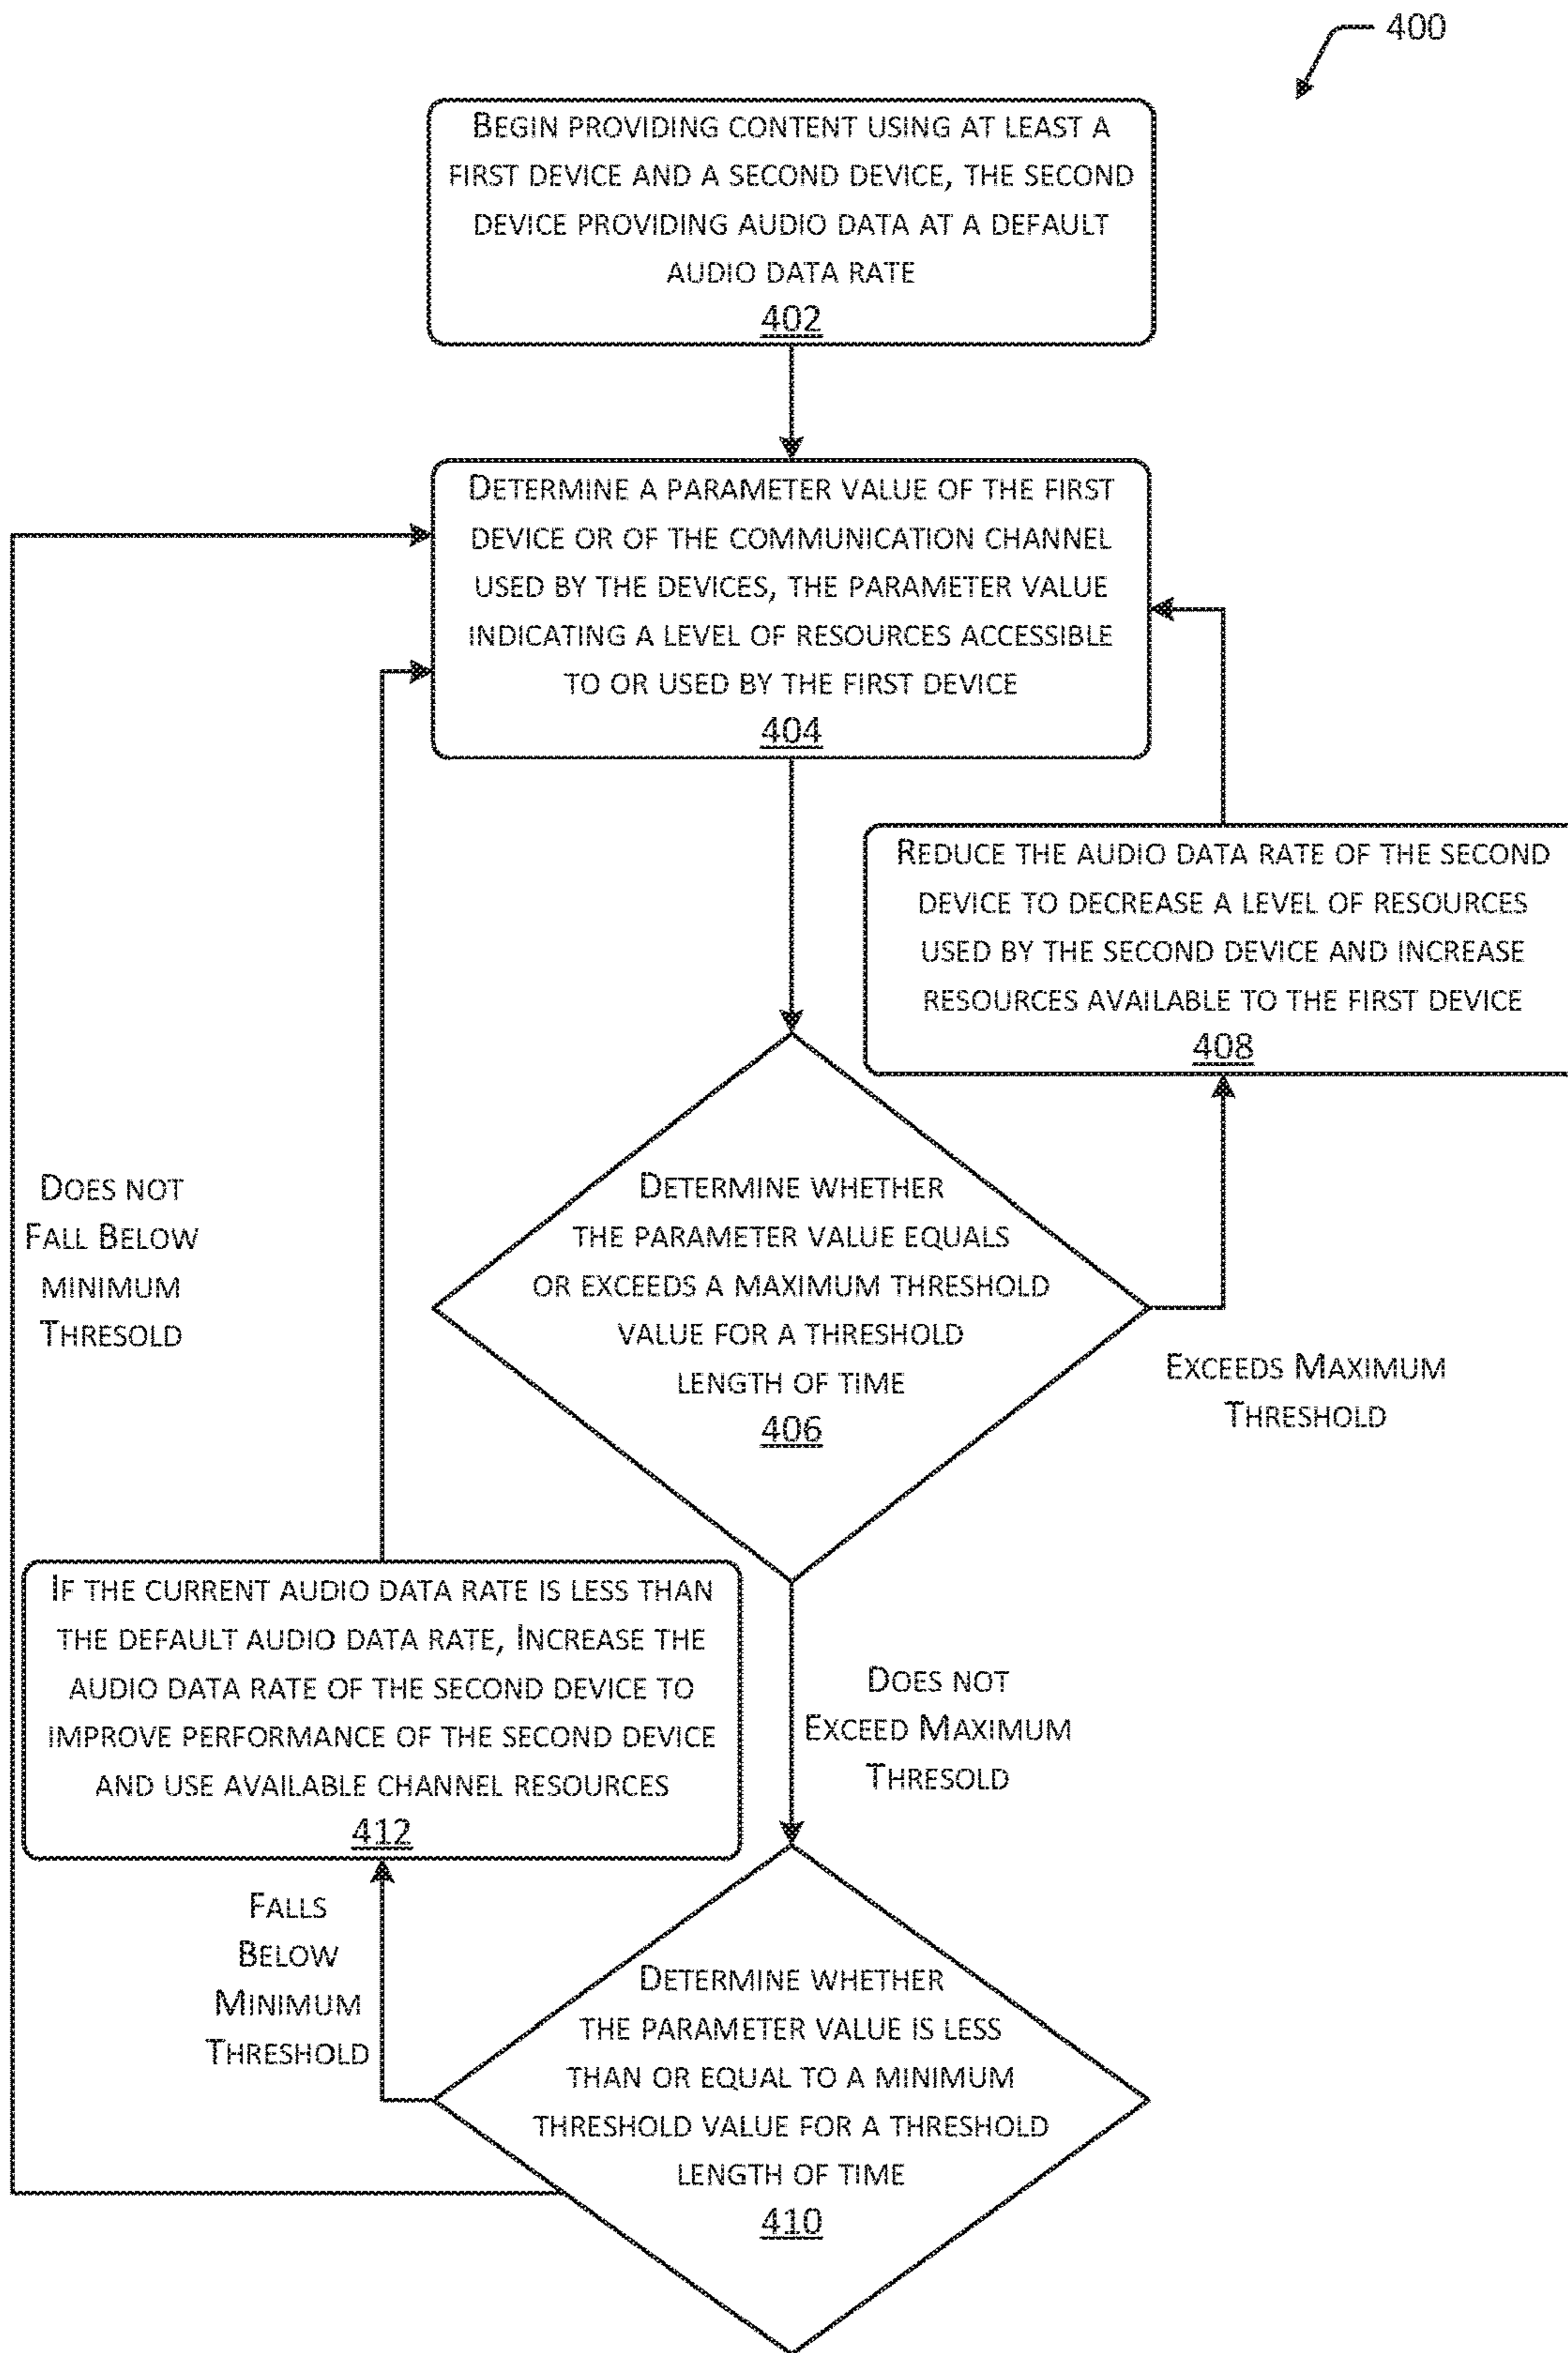 400
BEGIN PROVIDING CONTENT USING AT LEAST A
FIRST DEVICE AND A SECOND DEVICE, THE SECOND
DEVICE PROVIDING AUDIO DATA AT A DEFAULT
AUDIO DATA RATE
402
DETERMINE A PARAMETER VALUE OF THE FIRST
DEVICE OR OF THE COMMUNICATION CHANNEL
USED BY THE DEVICES, THE PARAMETER VALUE
INDICATING A LEVEL OF RESOURCES ACCESSIBLE
TO OR USED BY THE FIRST DEVICE
404
REDUCE THE AUDIO DATA RATE OF THE SECOND
DEVICE TO DECREASE A LEVEL OF RESOURCES
USED BY THE SECOND DEVICE AND INCREASE
RESOURCES AVAILABLE TO THE FIRST DEVICE
408
DETERMINE WHETHER
THE PARAMETER VALUE EQUALS
OR EXCEEDS A MAXIMUM THRESHOLD
VALUE FOR A THRESHOLD
LENGTH OF TIME
406
EXCEEDS MAXIMUM
THRESHOLD
DOES NOT
FALL BELOW
MINIMUM
THRESOLD
IF THE CURRENT AUDIO DATA RATE IS LESS THAN
THE DEFAULT AUDIO DATA RATE, INCREASE THE
AUDIO DATA RATE OF THE SECOND DEVICE TO
IMPROVE PERFORMANCE OF THE SECOND DEVICE
AND USE AVAILABLE CHANNEL RESOURCES
412
DOES NOT
EXCEED MAXIMUM
THRESOLD
FALLS
BELOW
MINIMUM
THRESHOLD
DETERMINE WHETHER
THE PARAMETER VALUE IS LESS
THAN OR EQUAL TO A MINIMUM
THRESHOLD VALUE FOR A THRESHOLD
LENGTH OF TIME
410